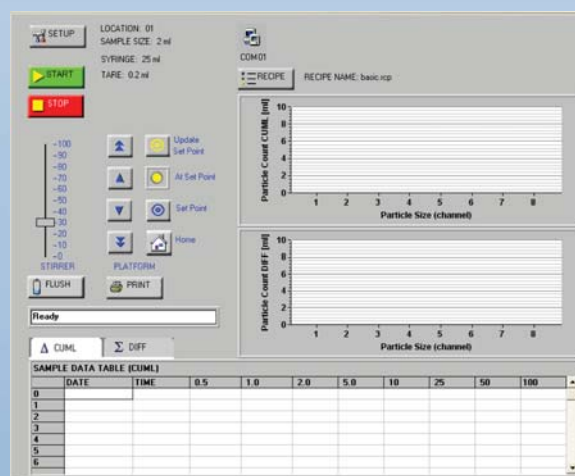 SETUP
LOCATION: 01
SAMPLE SIZE: 2 ml
SYRINGE: 25 ml
TARE: 0.2 ml
START
STOP
COM01
RECIPE
RECIPE NAME: basic.rcp
Particle Count CUML [ml]
10
8
6
4
2
0
1 2 3 4 5 6 7 8
Particle Size (channel)
Particle Count DIFF [ml]
10
8
6
4
2
0
1 2 3 4 5 6 7 8
Particle Size (channel)
-100
-90
-80
-70
-60
-50
-40
-30
-20
-10
-0
STIRRER
Update
Set Point
At Set Point
Set Point
Home
PLATFORM
FLUSH
PRINT
Ready
Δ CUML
Σ DIFF
SAMPLE DATA TABLE (CUML)
DATE TIME 0.5 1.0 2.0 5.0 10 25 50 100
0
1
2
3
4
5
6